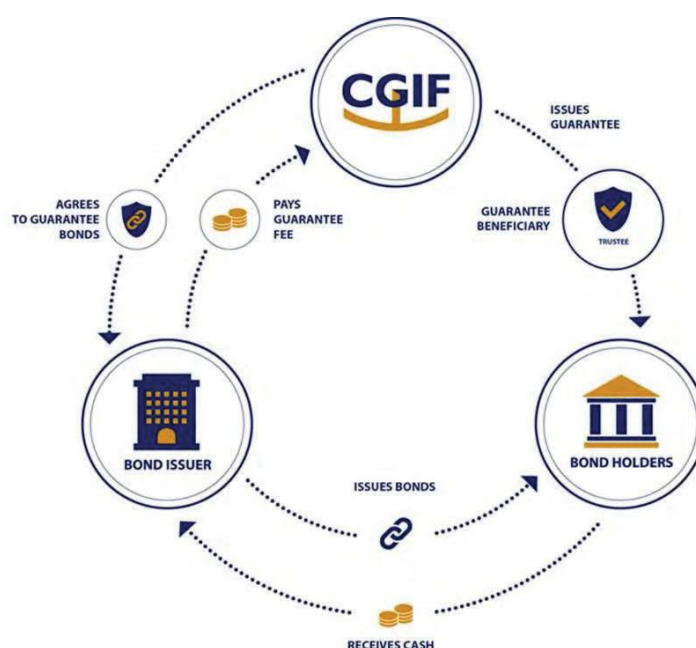 CGIF
ISSUES
GUARANTEE
AGREES
TO GUARANTEE
BONDS
PAYS
GUARANTEE
FEE
GUARANTEE
BENEFICIARY
TRUSTEE
BOND ISSUER
BOND HOLDERS
ISSUES BONDS
RECEIVES CASH